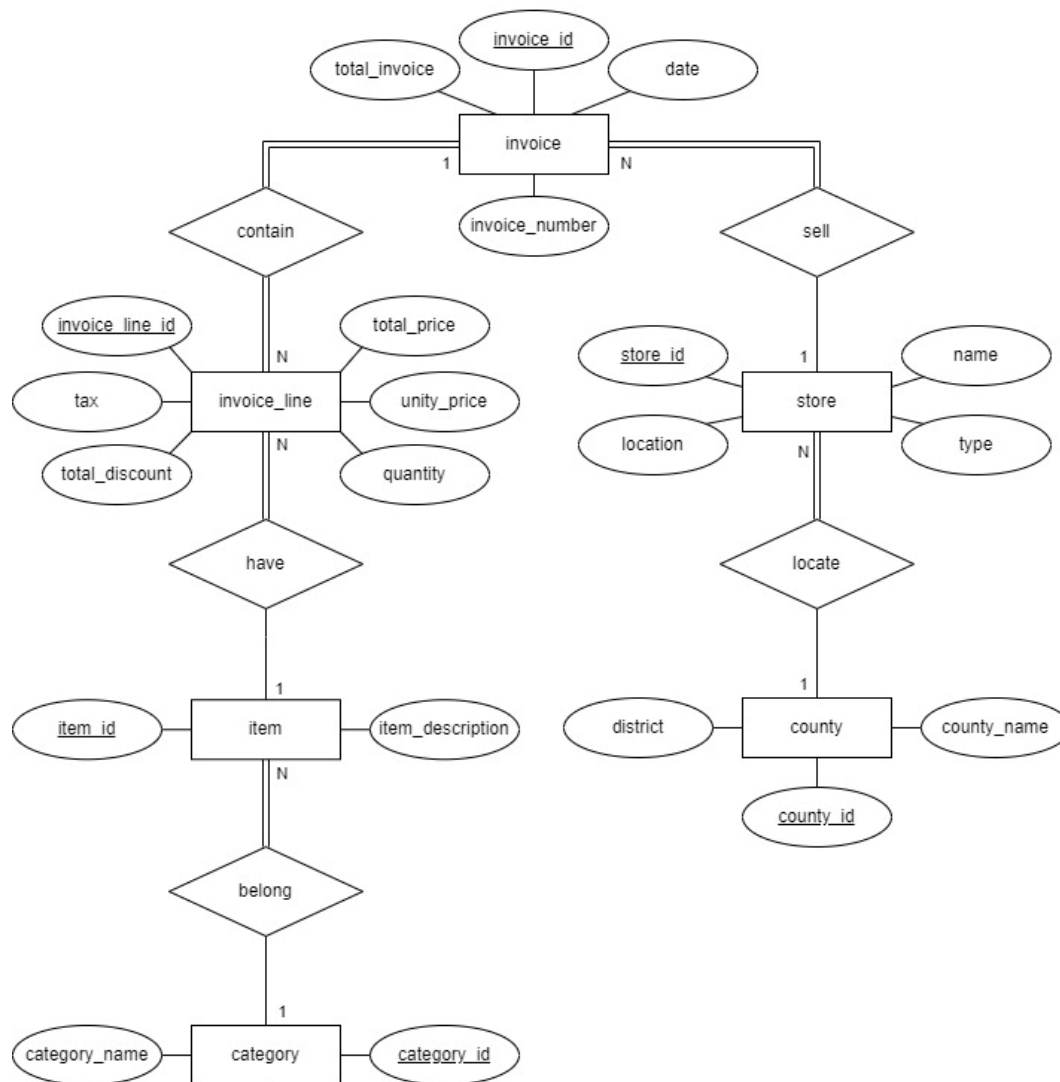 invoice_id
total_invoice
date
invoice
1
N
invoice_number
contain
sell
invoice_line_id
total_price
N
1
store_id
name
tax
invoice_line
unity_price
store
total_discount
N
quantity
location
N
type
have
locate
1
1
item_id
item
item_description
district
county
county_name
N
county_id
belong
1
category_name
category
category_id